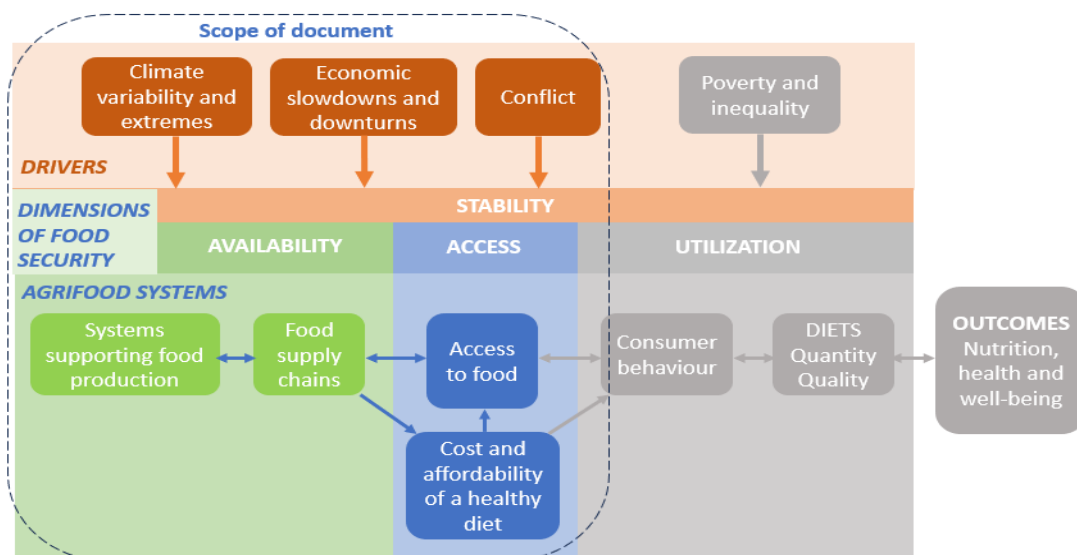 Scope of document
Climate
variability and
extremes
Economic
slowdowns and
downturns
Conflict
Poverty and
inequality
DRIVERS
DIMENSIONS
OF FOOD
SECURITY
STABILITY
AVAILABILITY
ACCESS
UTILIZATION
AGRIFOOD SYSTEMS
Systems
supporting food
production
Food
supply
chains
Access
to food
Consumer
behaviour
DIETS
Quantity
Quality
OUTCOMES
Nutrition,
health and
well-being
Cost and
affordability
of a healthy
diet